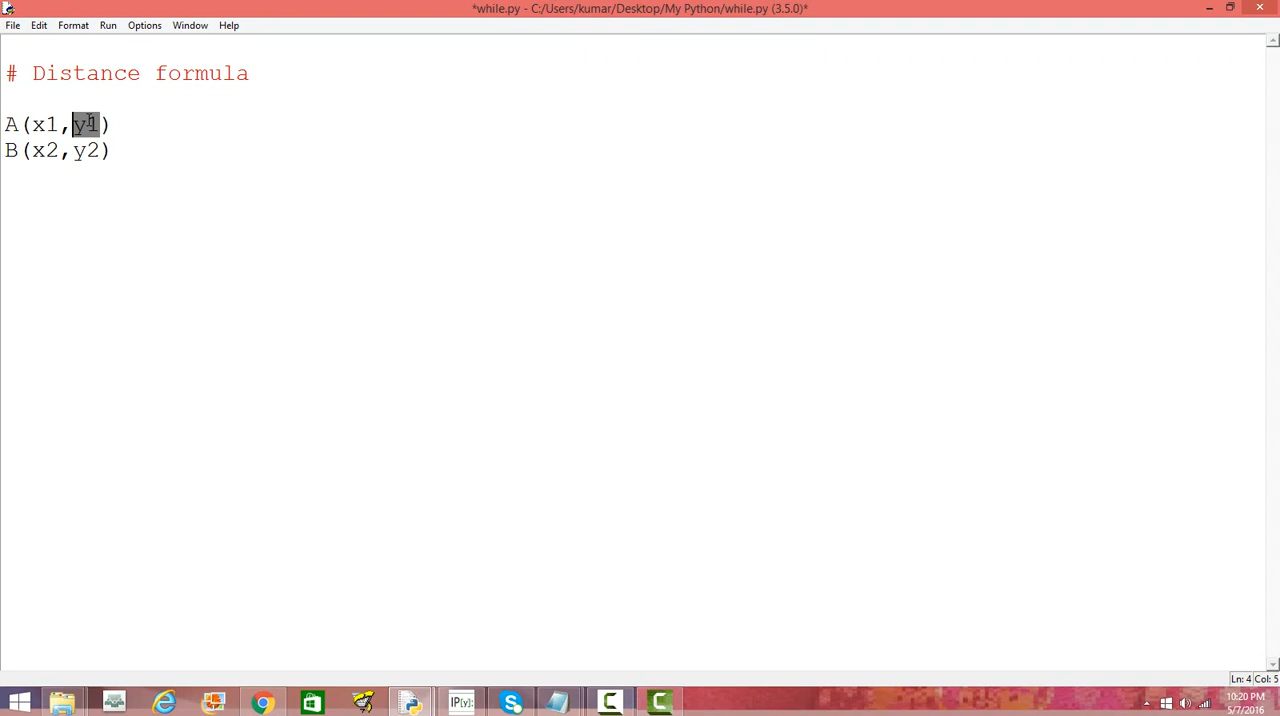 *while.py - C:/Users/kumar/Desktop/My Python/while.py (3.5.0)*
File Edit Format Run Options Window Help
# Distance formula
A(x1,y1)
B(x2,y2)
Ln: 4 Col: 5
IP[y]:
10:20 PM
5/7/2016